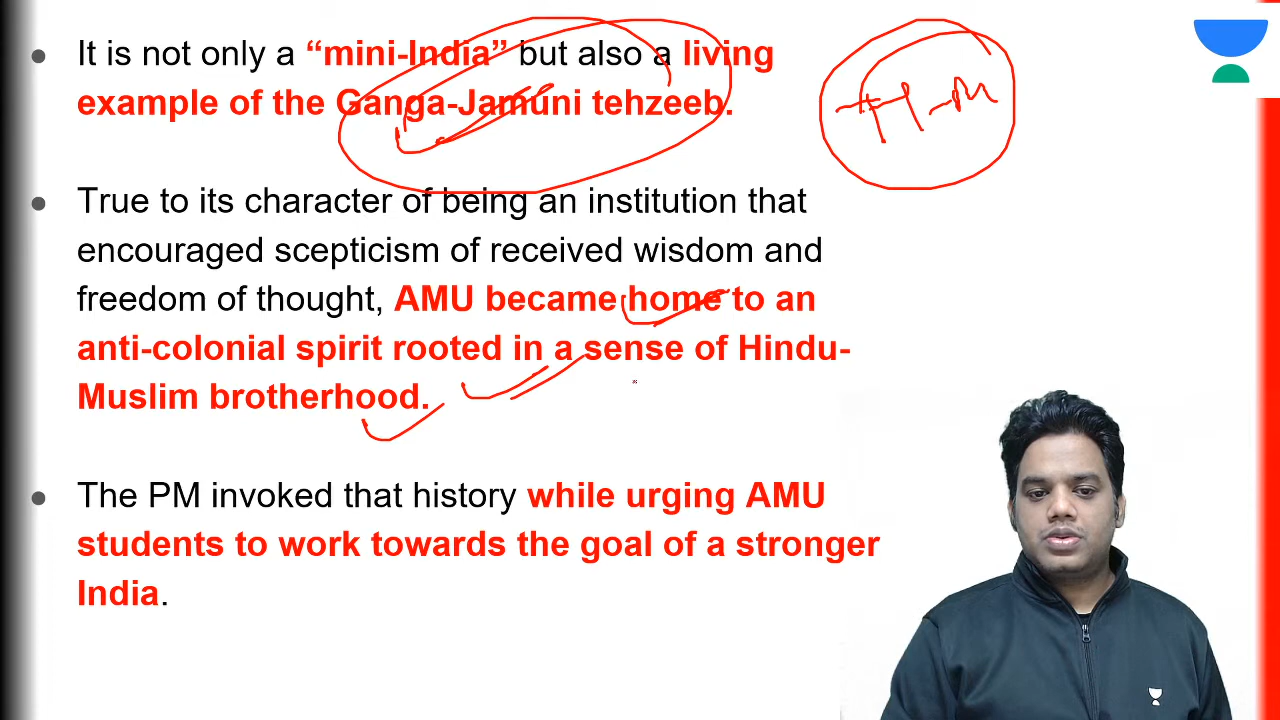 It is not only a “mini-India” but also a living
example of the Ganga-Jamuni tehzeeb.
H-M
True to its character of being an institution that
encouraged scepticism of received wisdom and
freedom of thought, AMU became home to an
anti-colonial spirit rooted in a sense of Hindu-
Muslim brotherhood.
The PM invoked that history while urging AMU
students to work towards the goal of a stronger
India.